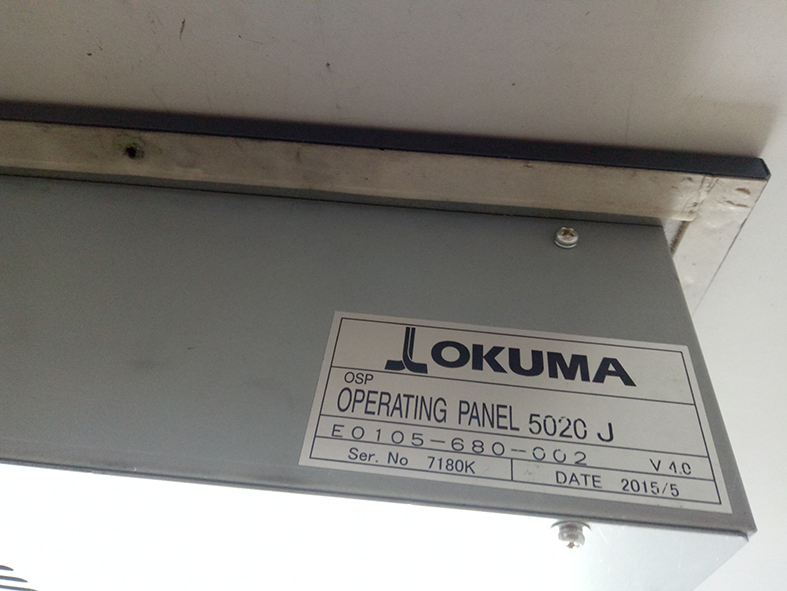 OKUMA
OSP
OPERATING PANEL 5020 J
E0105-680-002 V 4.0
Ser. No 7180K DATE 2015/5